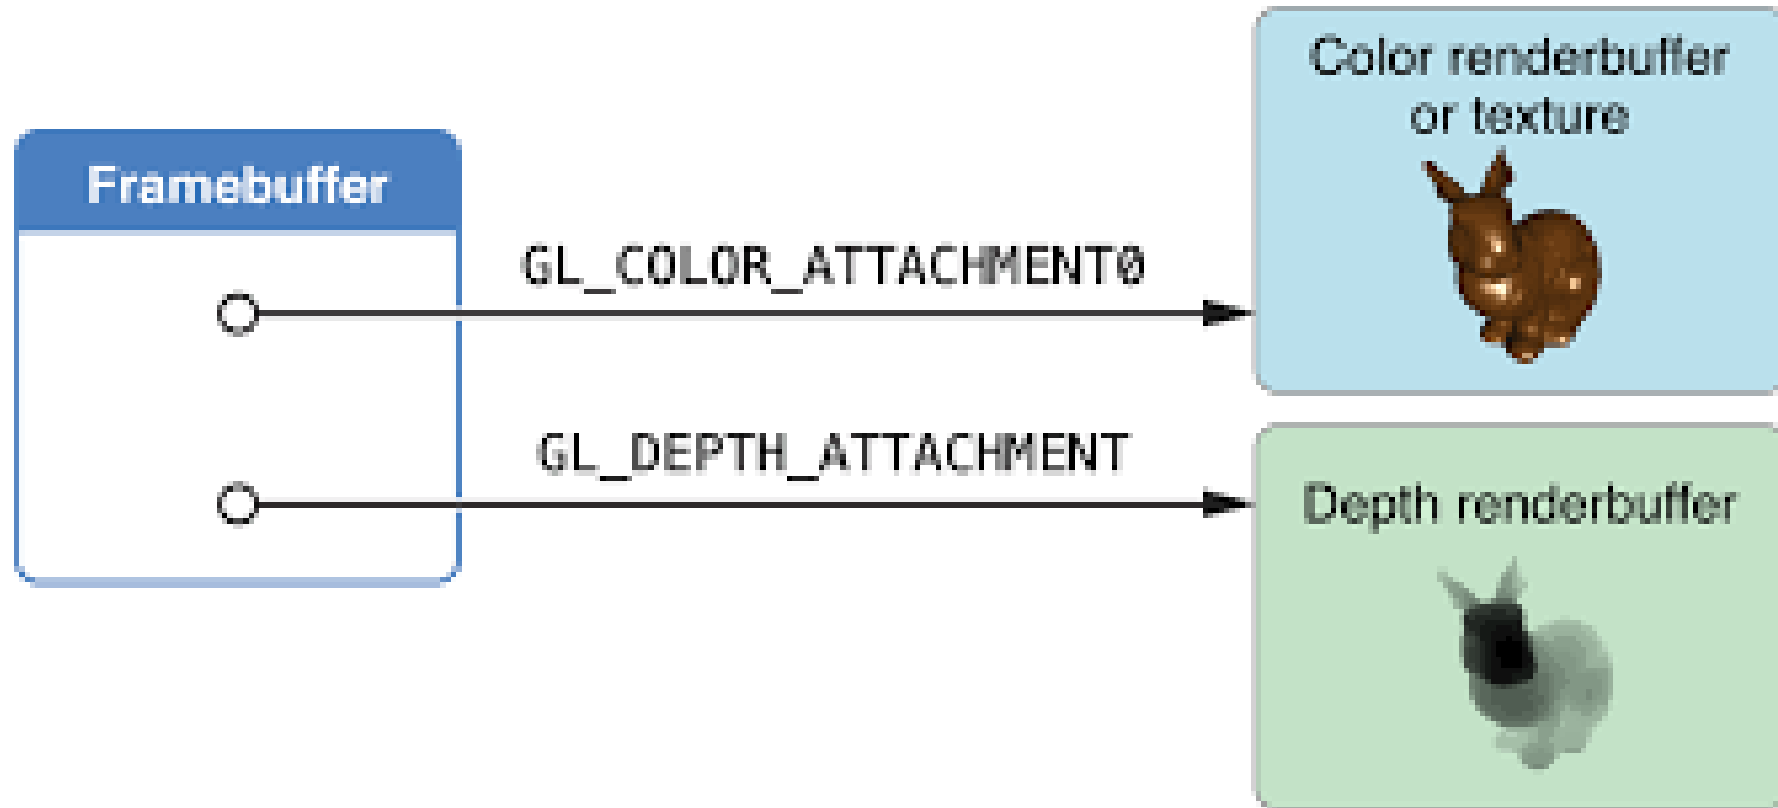 Framebuffer
GL_COLOR_ATTACHMENT0
Color renderbuffer
or texture
GL_DEPTH_ATTACHMENT
Depth renderbuffer